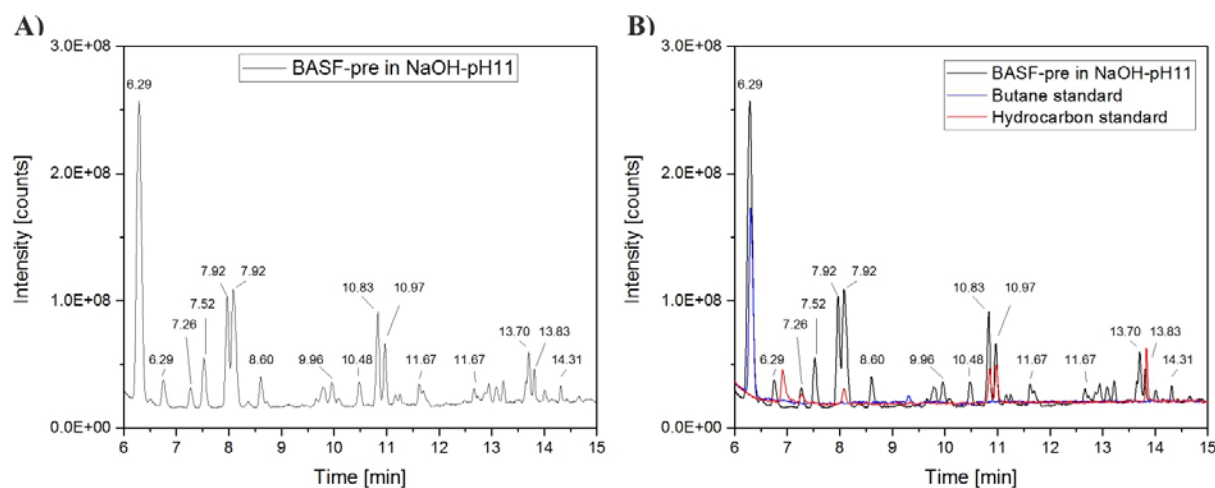 A)
3.0E+08
2.0E+08
1.0E+08
0.0E+00
Intensity [counts]
BASF-pre in NaOH-pH11
6.29
6.29
7.26
7.52
7.92
7.92
8.60
9.96
10.48
10.83
10.97
11.67
11.67
13.70
13.83
14.31
6 7 8 9 10 11 12 13 14 15
Time [min]
B)
3.0E+08
2.0E+08
1.0E+08
0.0E+00
Intensity [counts]
BASF-pre in NaOH-pH11
Butane standard
Hydrocarbon standard
6.29
6.29
7.26
7.52
7.92
7.92
8.60
9.96
10.48
10.83
10.97
11.67
11.67
13.70
13.83
14.31
6 7 8 9 10 11 12 13 14 15
Time [min]